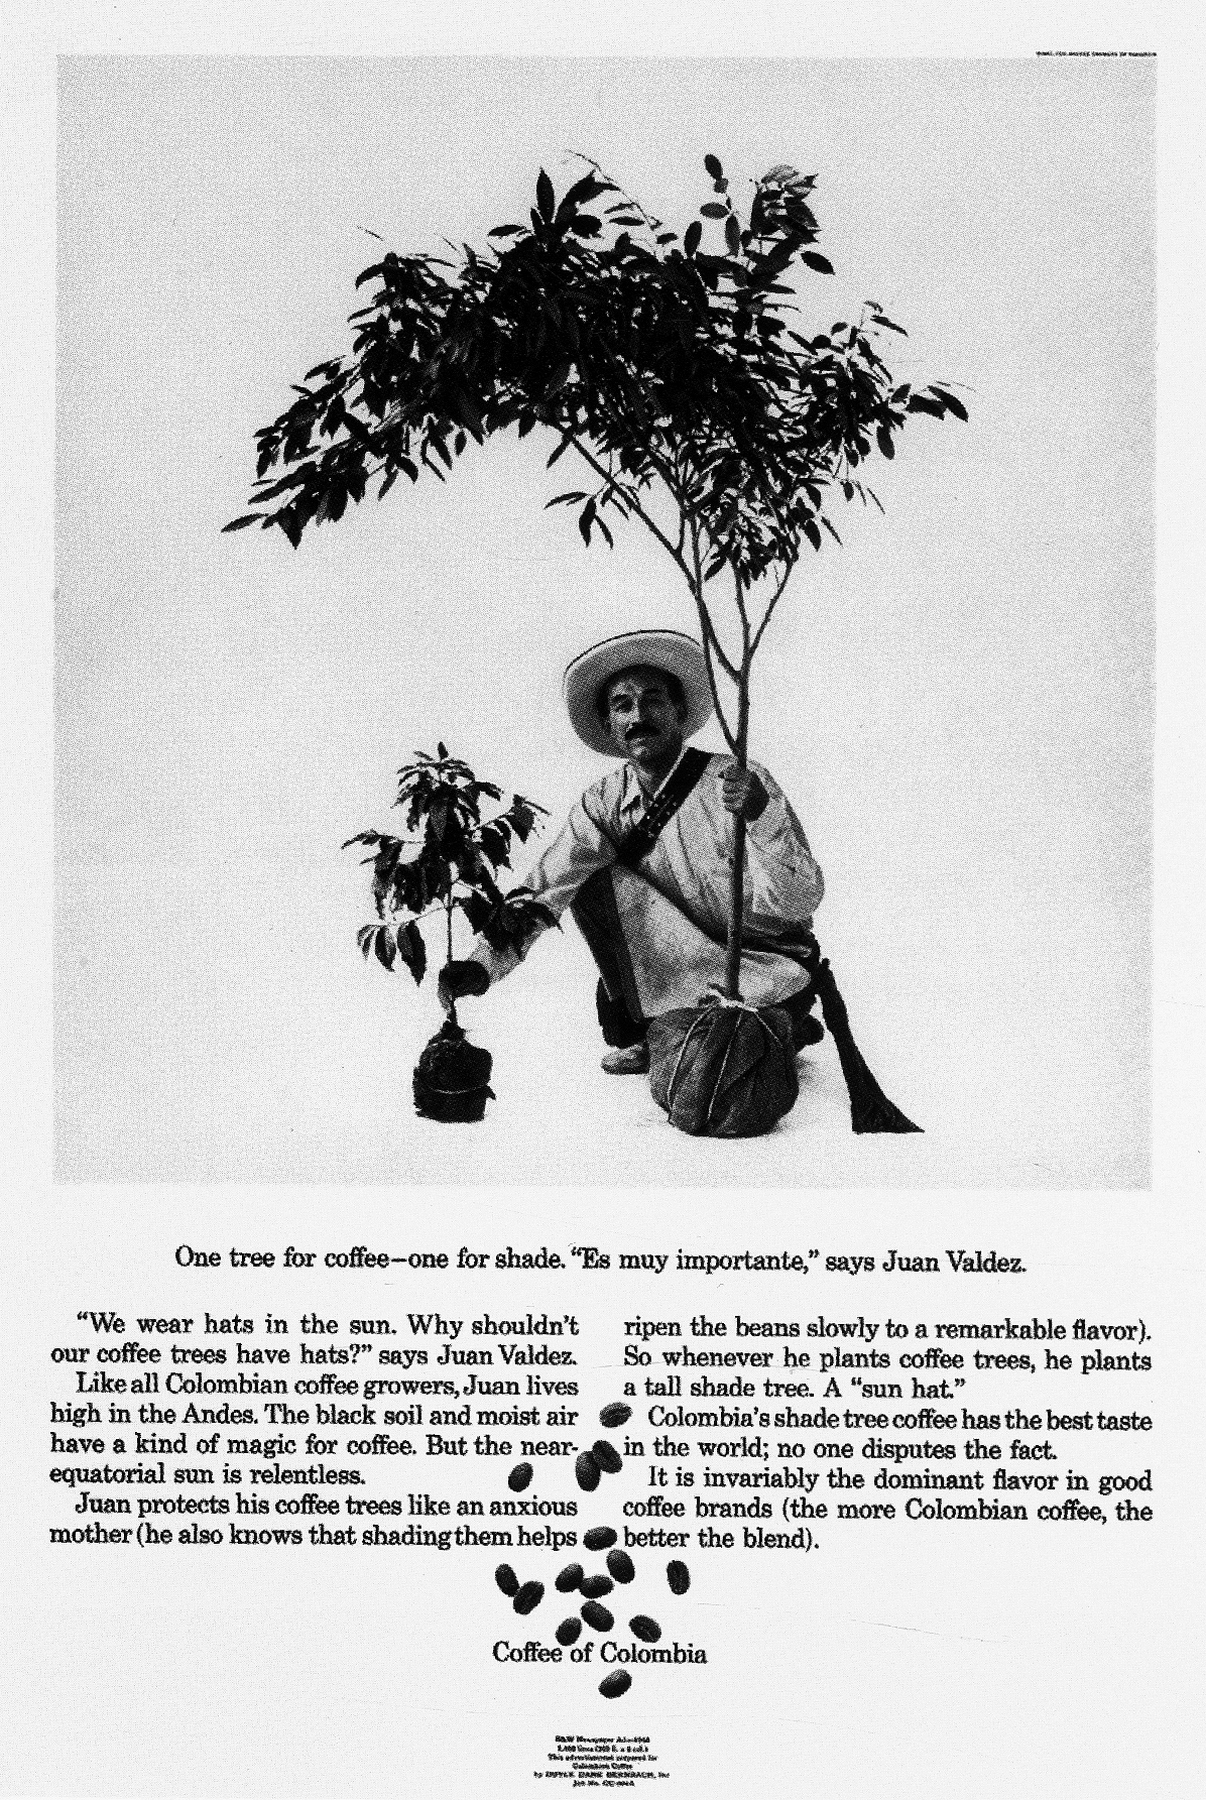 One tree for coffee—one for shade. “Es muy importante,” says Juan Valdez.
“We wear hats in the sun. Why shouldn’t
our coffee trees have hats?” says Juan Valdez.
Like all Colombian coffee growers, Juan lives
high in the Andes. The black soil and moist air
have a kind of magic for coffee. But the near-
equatorial sun is relentless.
Juan protects his coffee trees like an anxious
mother (he also knows that shading them helps
ripen the beans slowly to a remarkable flavor).
So whenever he plants coffee trees, he plants
a tall shade tree. A “sun hat.”
Colombia’s shade tree coffee has the best taste
in the world; no one disputes the fact.
It is invariably the dominant flavor in good
coffee brands (the more Colombian coffee, the
better the blend).
Coffee of Colombia
B&W Newspaper
This advertisement prepared for
Colombian Coffee
by DOYLE DANE BERNBACH, Inc
Job No.